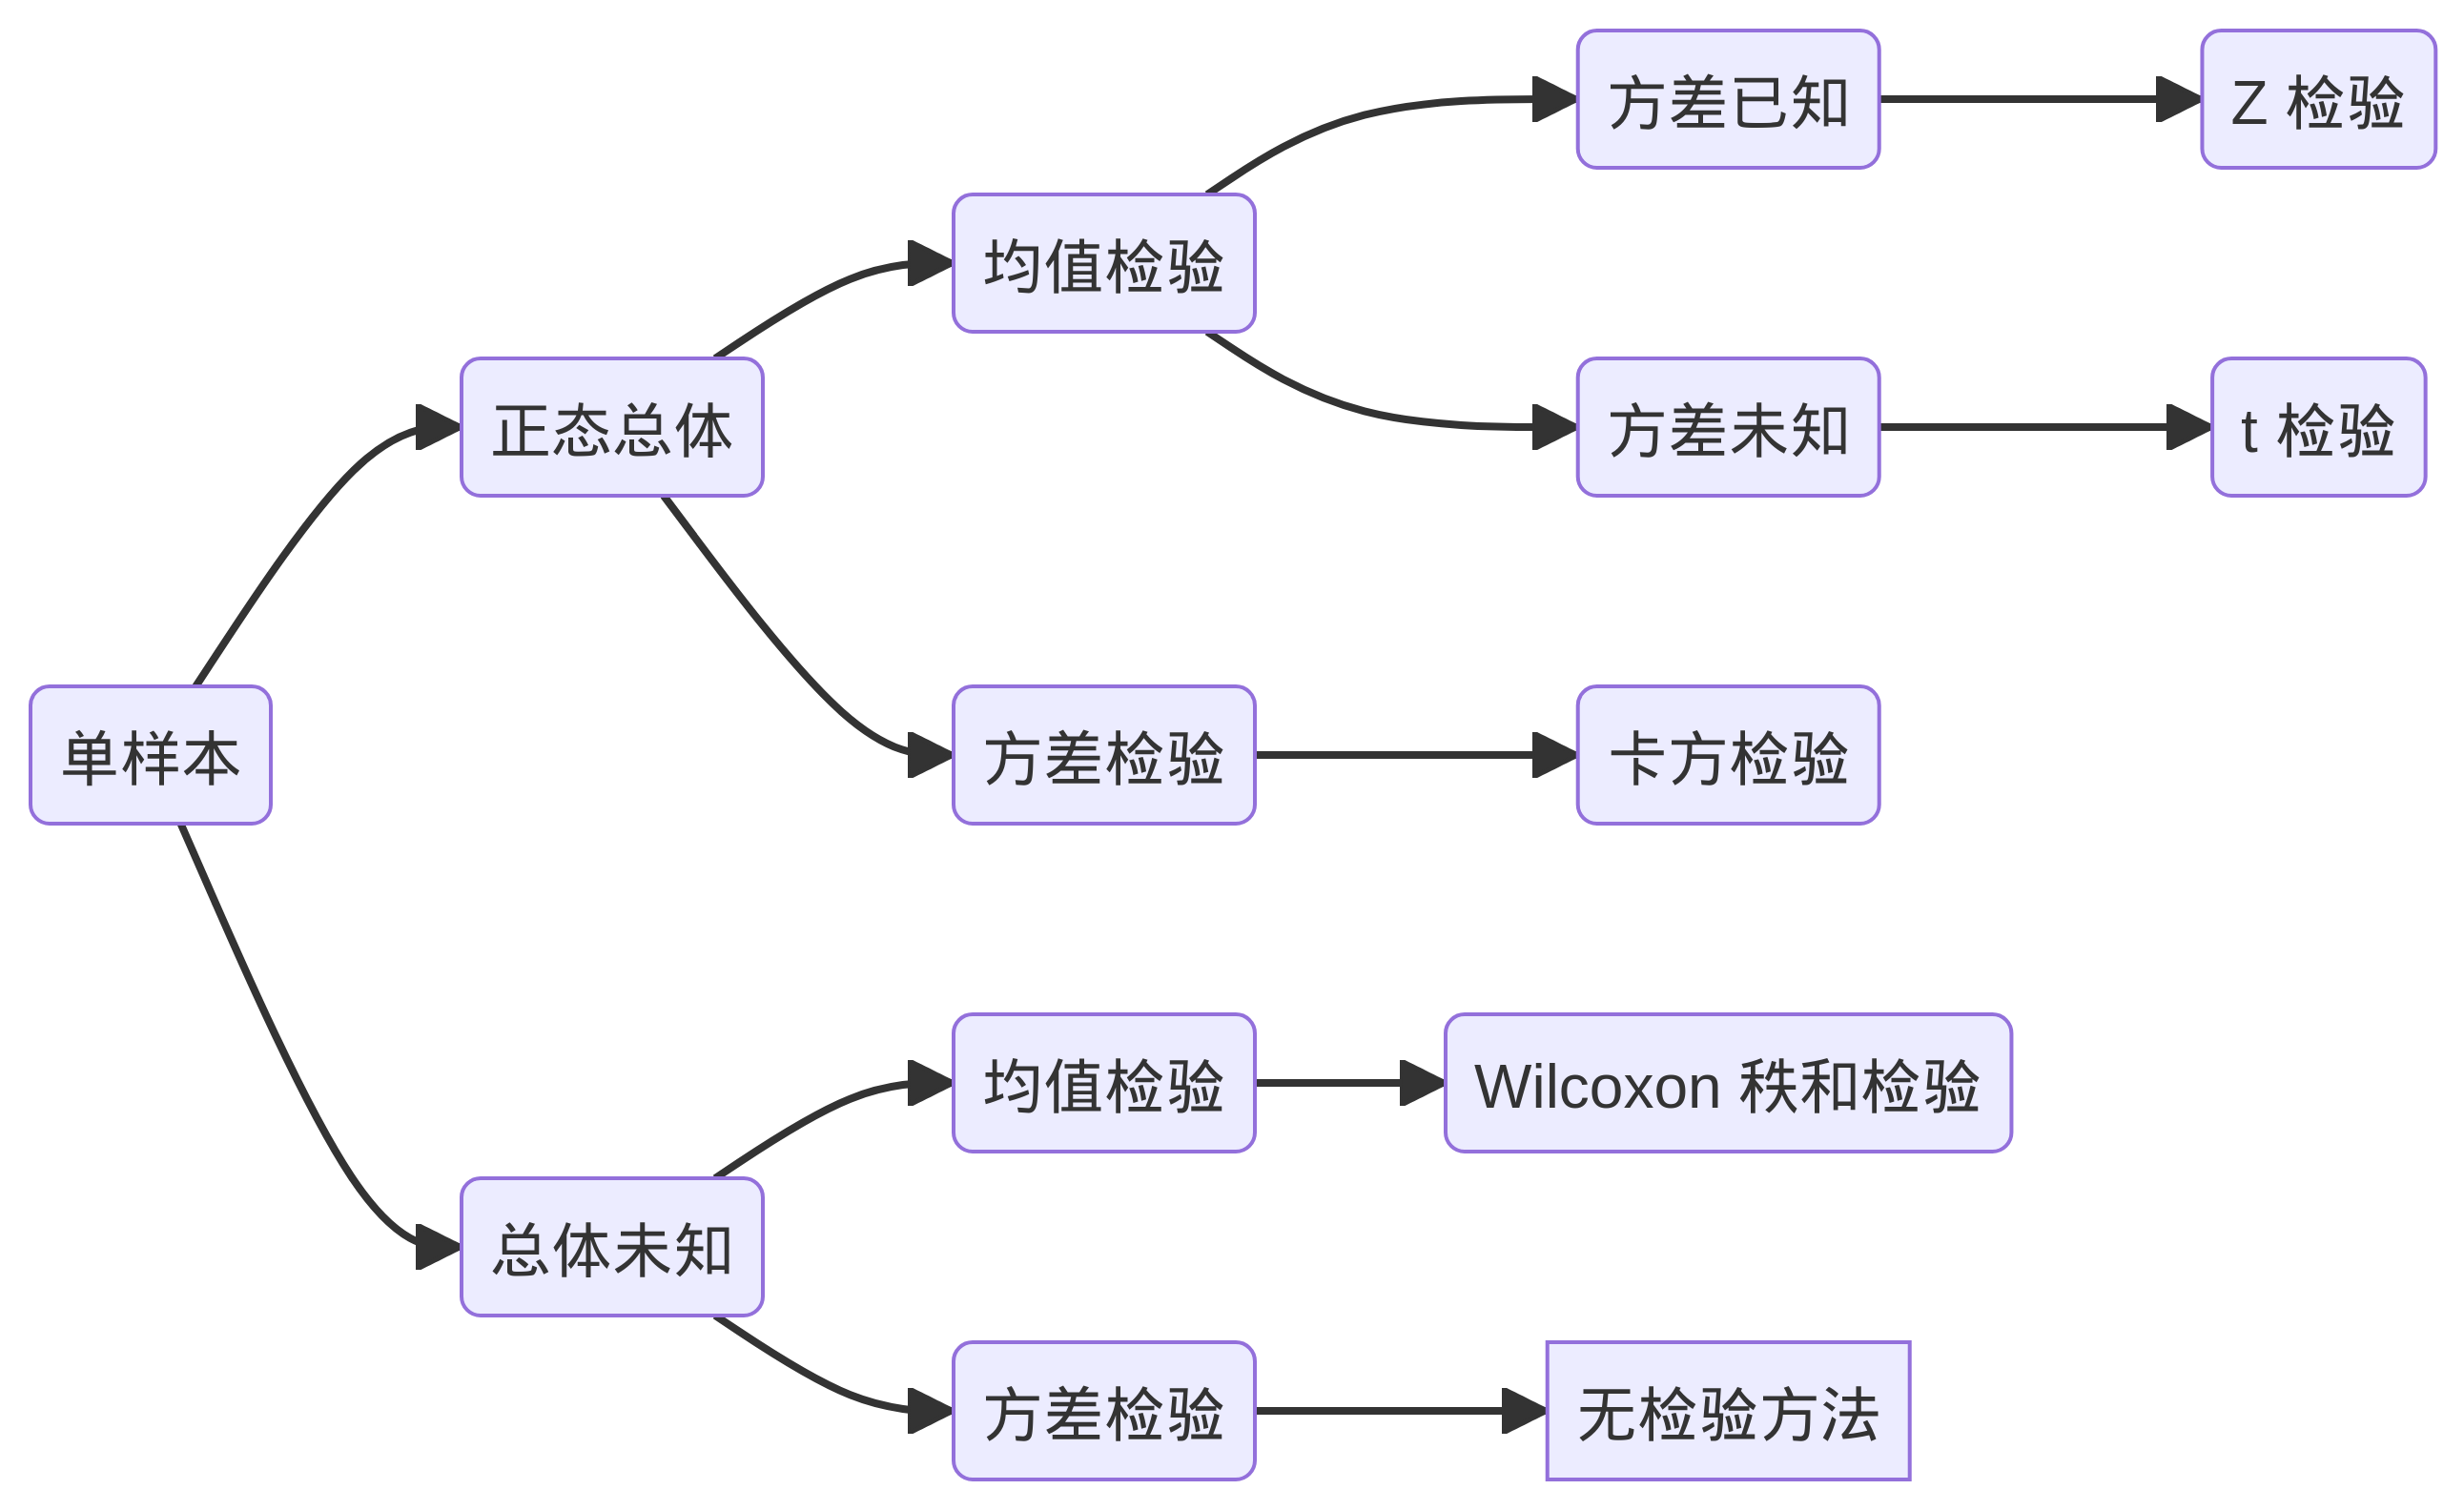 方差已知
Z 检验
均值检验
正态总体
方差未知
t 检验
单样本
方差检验
卡方检验
均值检验
Wilcoxon 秩和检验
总体未知
方差检验
无检验方法